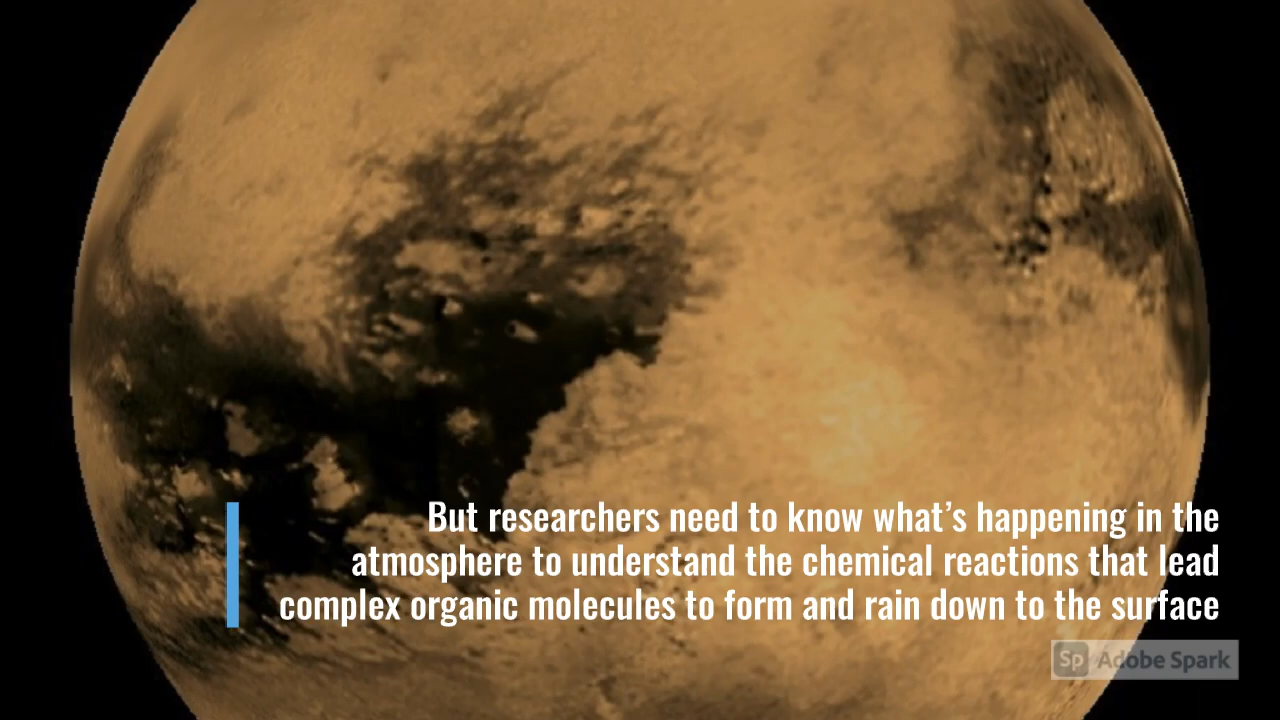 But researchers need to know what’s happening in the
atmosphere to understand the chemical reactions that lead
complex organic molecules to form and rain down to the surface
Sp Adobe Spark